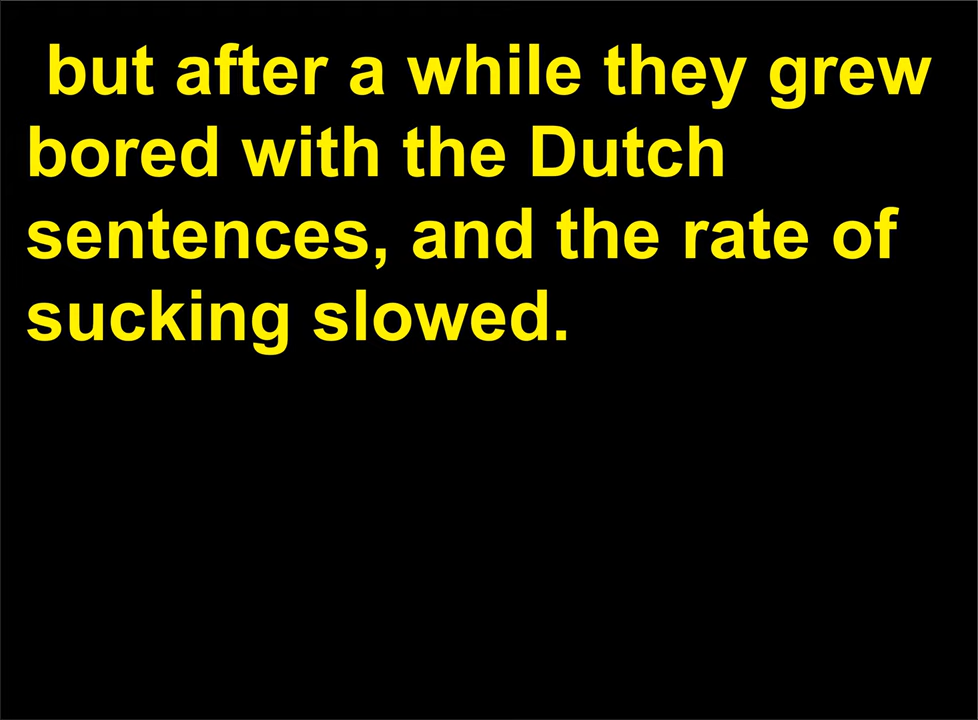 but after a while they grew
bored with the Dutch
sentences, and the rate of
sucking slowed.